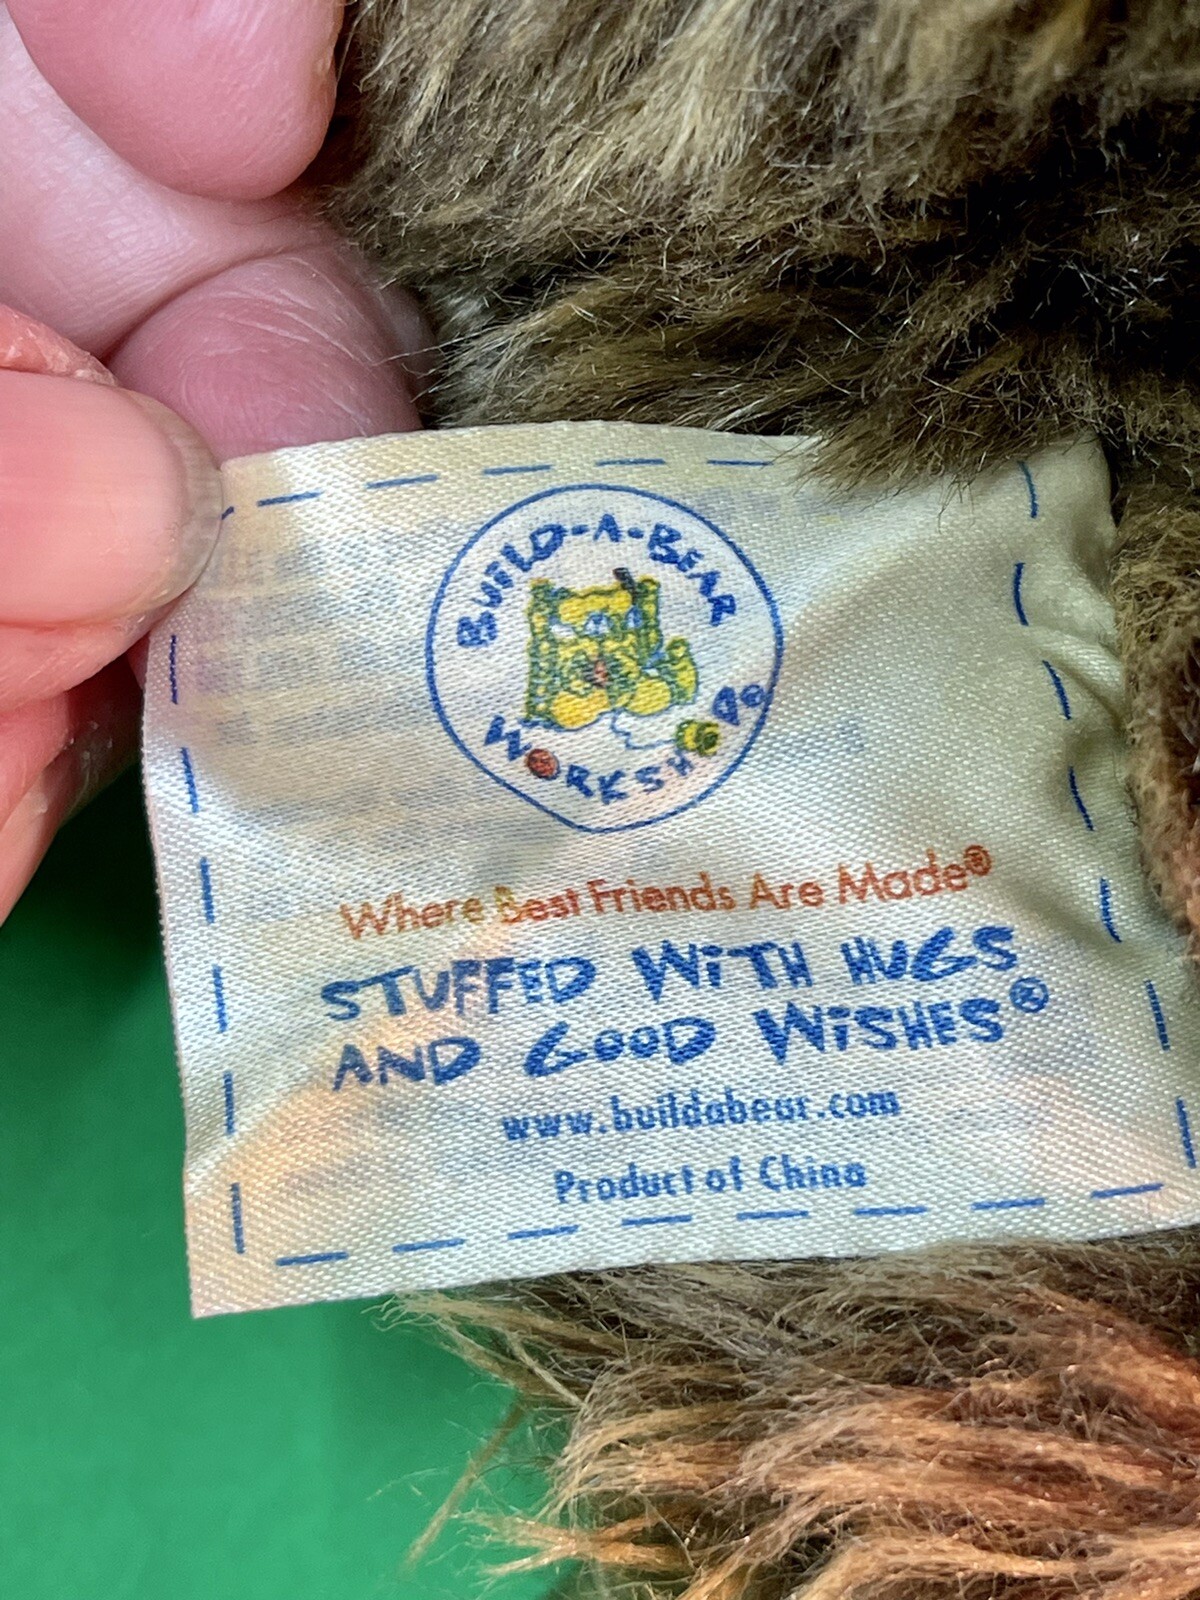 BUILD-A-BEAR
WORKSHOP®
Where Best Friends Are Made®
STUFFED WITH HUGS
AND GOOD WISHES®
www.buildabear.com
Product of China